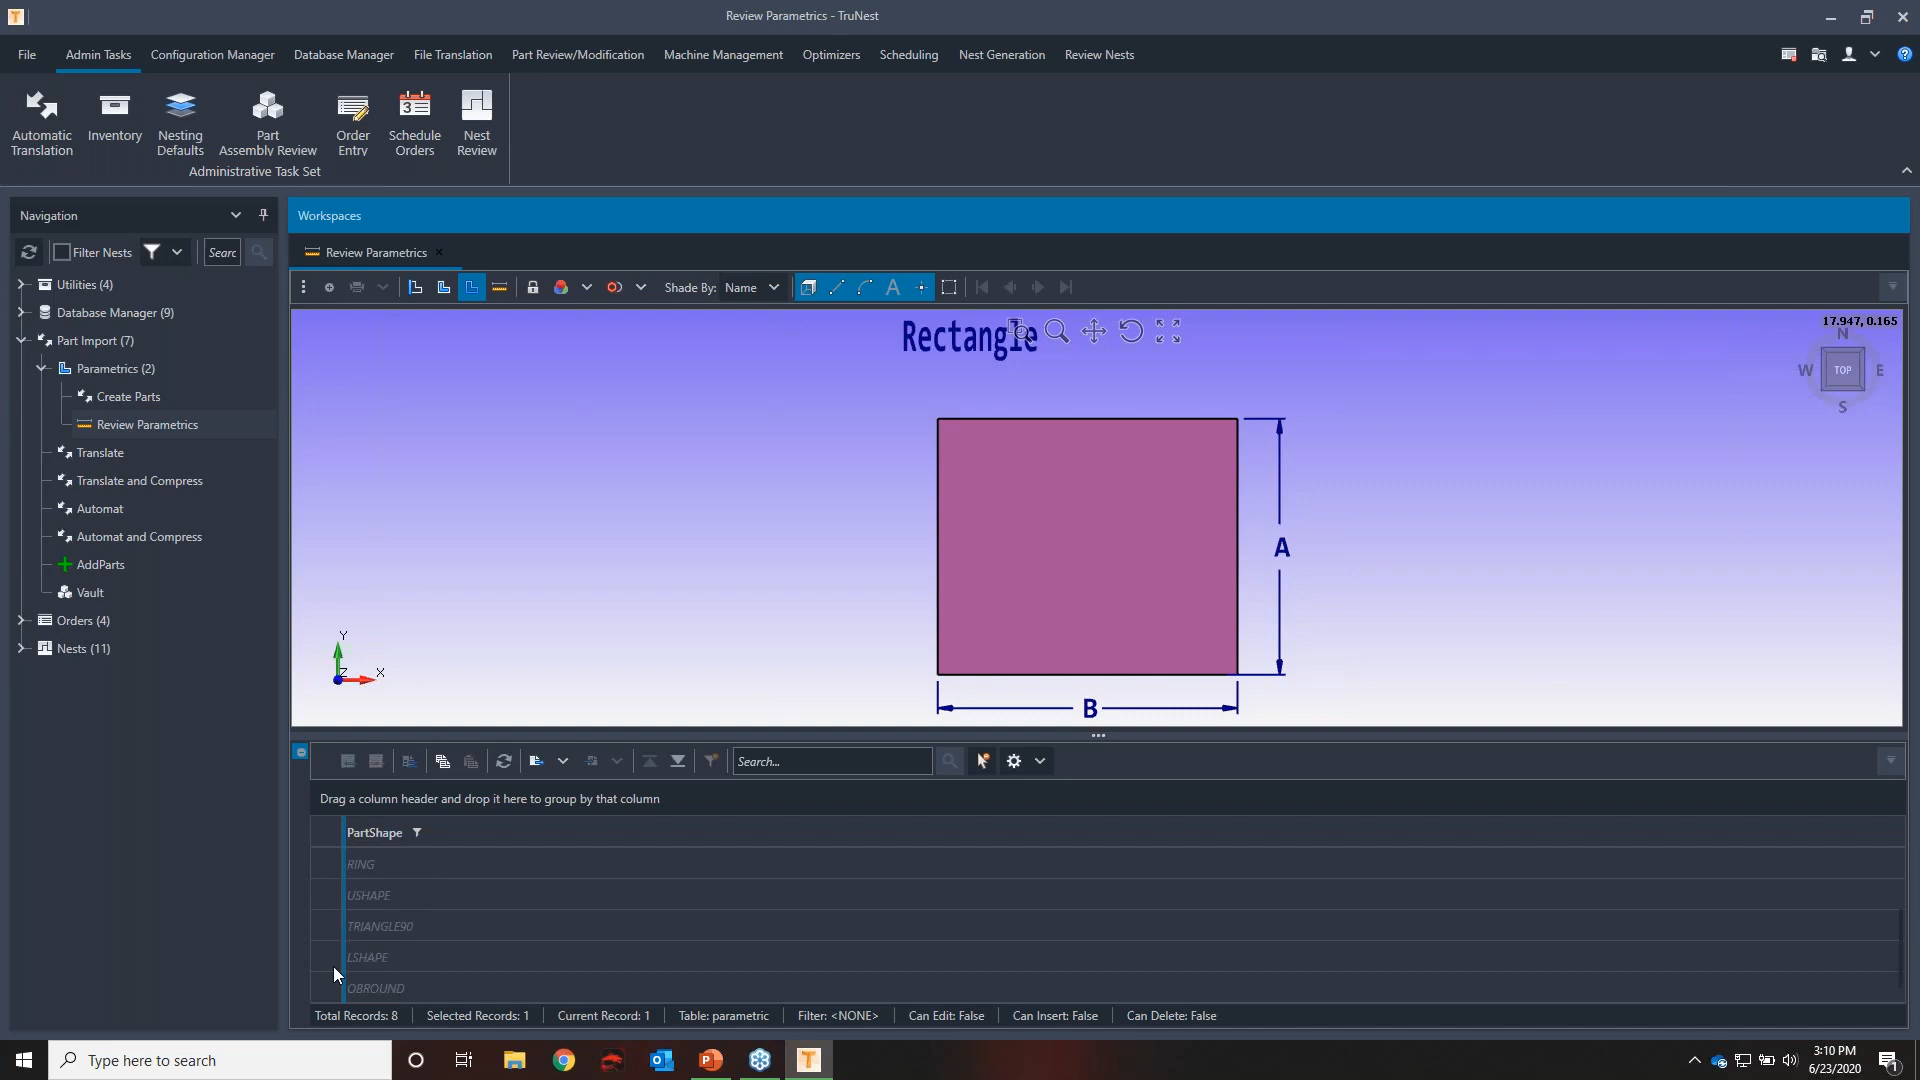 Review Parametrics - TruNest
File
Admin Tasks
Configuration Manager
Database Manager
File Translation
Part Review/Modification
Machine Management
Optimizers
Scheduling
Nest Generation
Review Nests
Automatic
Translation
Inventory
Nesting
Defaults
Part
Assembly Review
Order
Entry
Schedule
Orders
Nest
Review
Administrative Task Set
Navigation
Filter Nests
Searc
Utilities (4)
Database Manager (9)
Part Import (7)
Parametrics (2)
Create Parts
Review Parametrics
Translate
Translate and Compress
Automat
Automat and Compress
AddParts
Vault
Orders (4)
Nests (11)
Workspaces
Review Parametrics
Shade By:
Name
Rectangle
17.947, 0.165
N
W
TOP
E
S
A
B
Y
Z
X
Search...
Drag a column header and drop it here to group by that column
PartShape
RING
USHAPE
TRIANGLE90
LSHAPE
OBROUND
Total Records: 8
Selected Records: 1
Current Record: 1
Table: parametric
Filter: <NONE>
Can Edit: False
Can Insert: False
Can Delete: False
Type here to search
3:10 PM
6/23/2020
1